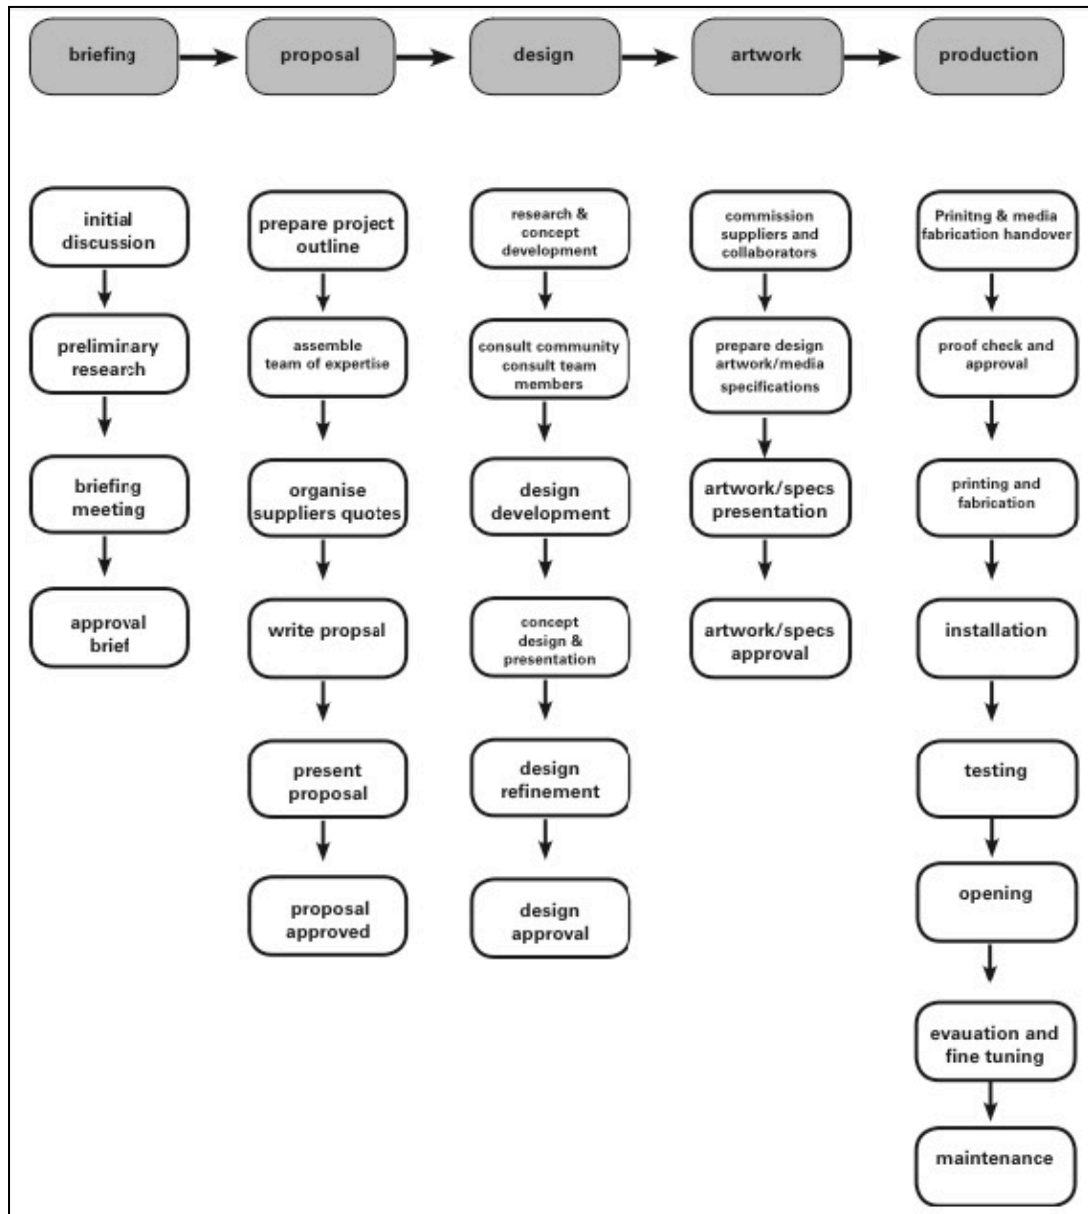 briefing
proposal
design
artwork
production
initial
discussion
preliminary
research
briefing
meeting
approval
brief
prepare project
outline
assemble
team of expertise
organise
suppliers quotes
write propsal
present
proposal
proposal
approved
research &
concept
development
consult community
consult team
members
design
development
concept
design &
presentation
design
refinement
design
approval
commission
suppliers and
collaborators
prepare design
artwork/media
specifications
artwork/specs
presentation
artwork/specs
approval
Prinitng & media
fabrication handover
proof check and
approval
printing and
fabrication
installation
testing
opening
evauation and
fine tuning
maintenance